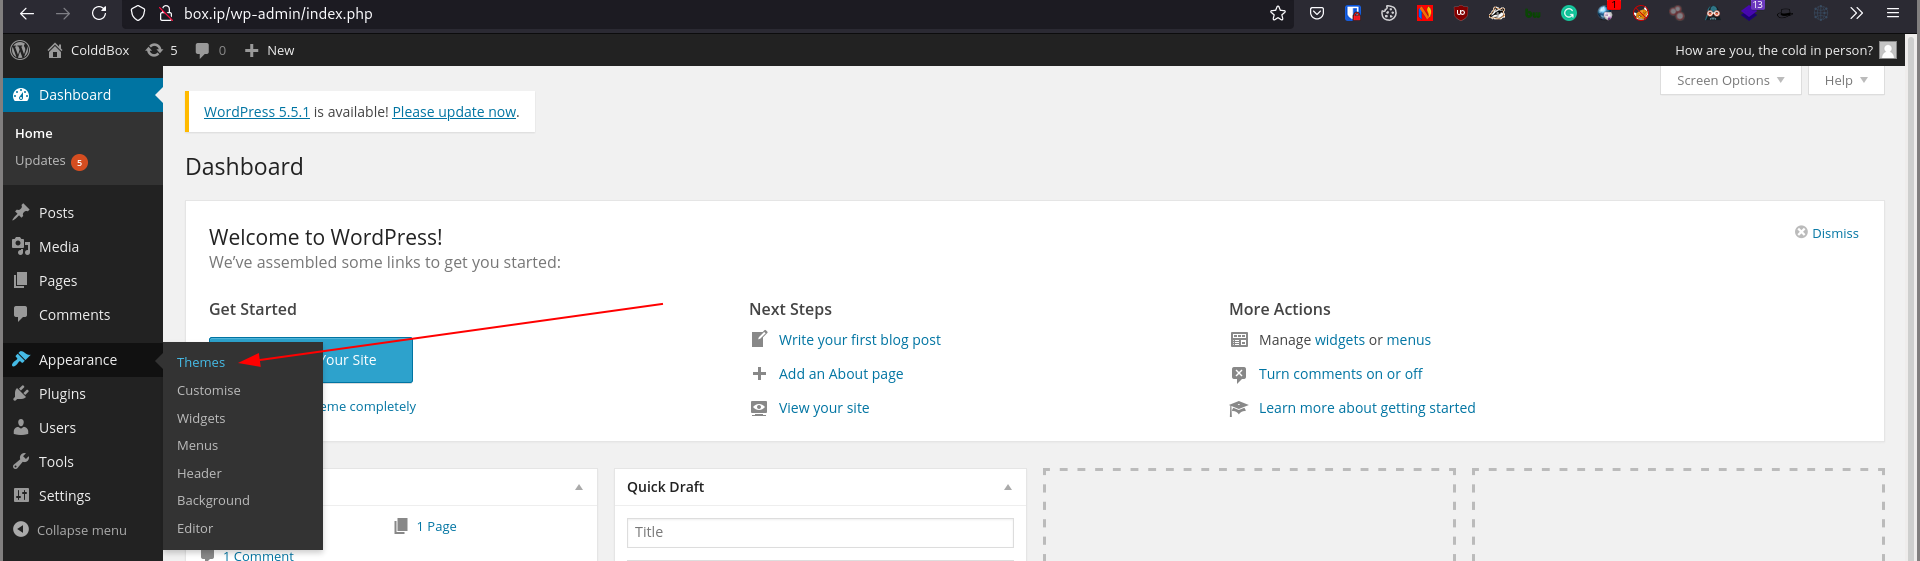 box.ip/wp-admin/index.php
1
13
ColddBox 5 0 New
How are you, the cold in person?
Screen Options
Help
Dashboard
Home
Updates 5
Posts
Media
Pages
Comments
Appearance
Plugins
Users
Tools
Settings
Collapse menu
Themes
Customise
Widgets
Menus
Header
Background
Editor
WordPress 5.5.1 is available! Please update now.
Dashboard
Welcome to WordPress!
We’ve assembled some links to get you started:
Dismiss
Get Started
Your Site
eme completely
Next Steps
Write your first blog post
Add an About page
View your site
More Actions
Manage widgets or menus
Turn comments on or off
Learn more about getting started
1 Page
1 Comment
Quick Draft
Title